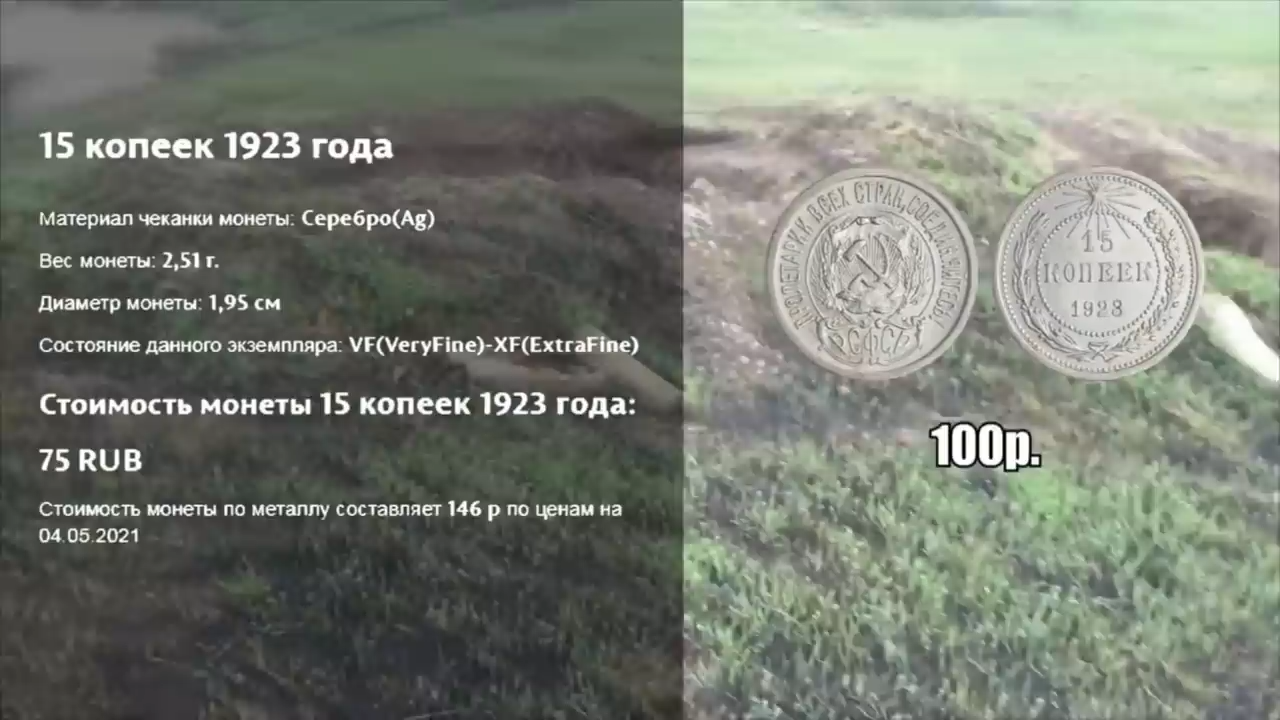 15 копеек 1923 года
Материал чеканки монеты: Серебро(Ag)
Вес монеты: 2,51 г.
Диаметр монеты: 1,95 см
Состояние данного экземпляра: VF(VeryFine)-XF(ExtraFine)
Стоимость монеты 15 копеек 1923 года:
75 RUB
Стоимость монеты по металлу составляет 146 р по ценам на
04.05.2021
ПРОЛЕТАРИИ ВСЕХ СТРАН, СОЕДИНЯЙТЕСЬ!
РСФСР
15
КОПЕЕК
1923
100р.